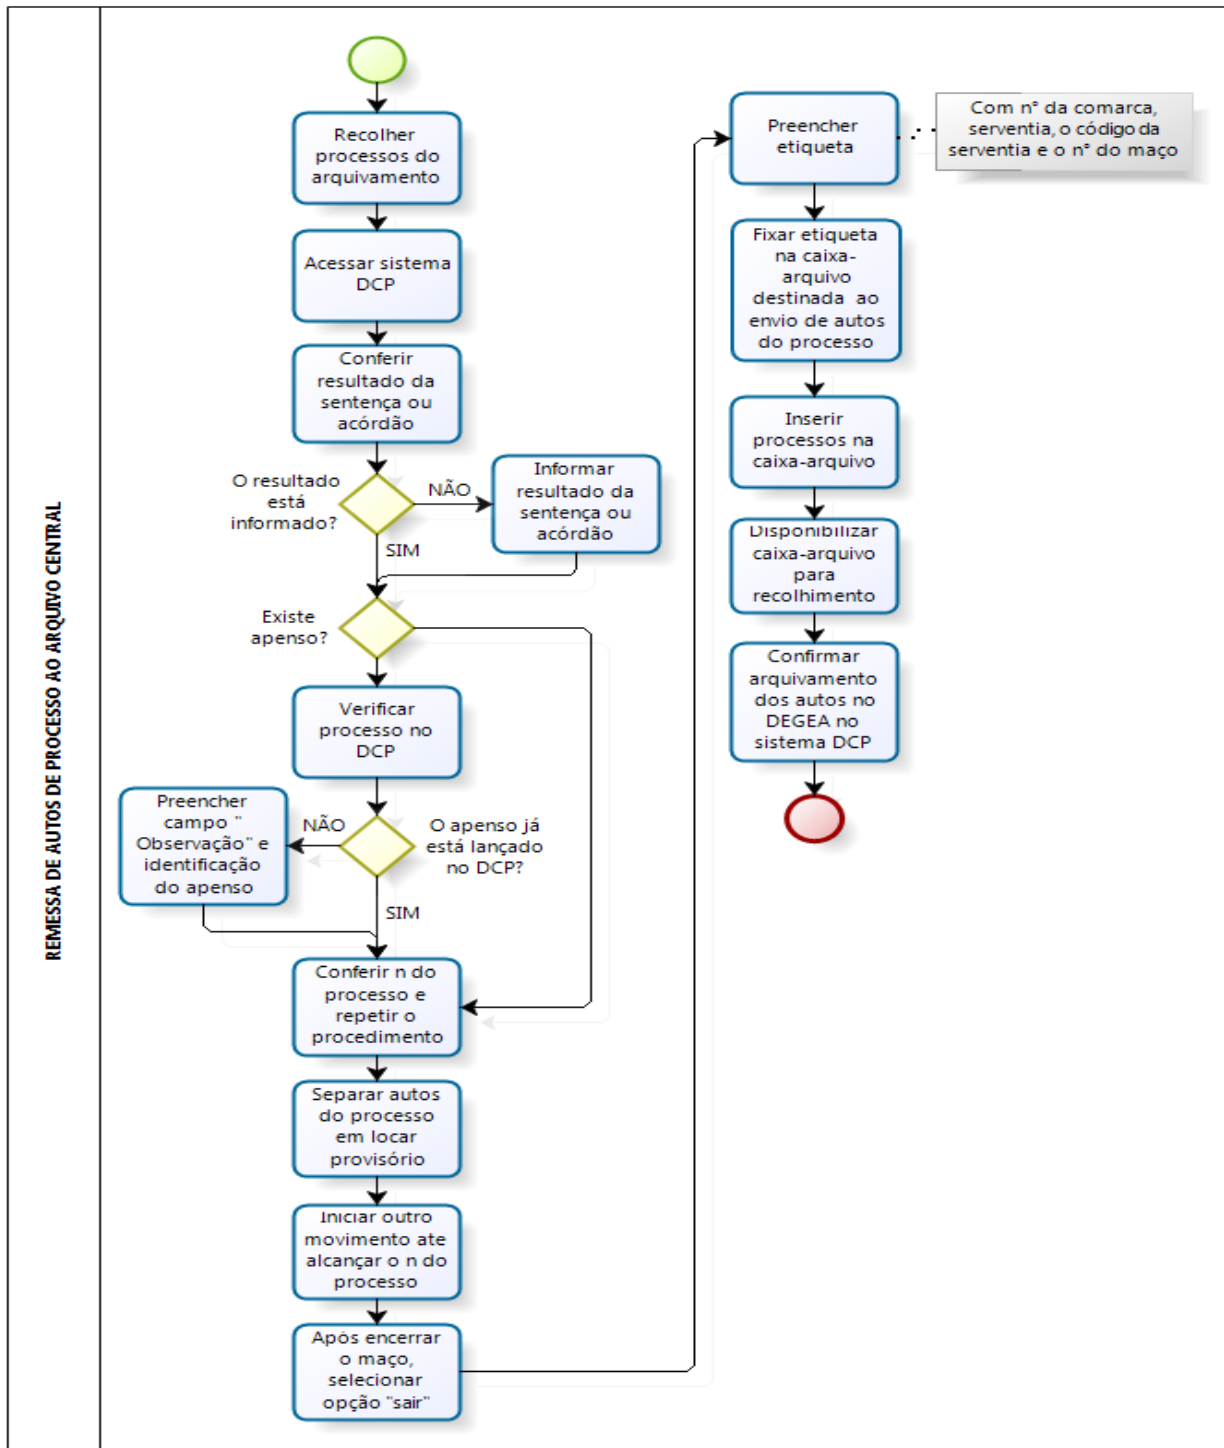 REMESSA DE AUTOS DE PROCESSO AO ARQUIVO CENTRAL
Recolher
processos do
arquivamento
Acessar sistema
DCP
Conferir
resultado da
sentença ou
acórdão
O resultado
está
informado?
NÃO
Informar
resultado da
sentença ou
acórdão
SIM
Existe
apenso?
Verificar
processo no
DCP
O apenso já
está lançado
no DCP?
NÃO
Preencher
campo "
Observação" e
identificação
do apenso
SIM
Conferir n do
processo e
repetir o
procedimento
Separar autos
do processo
em locar
provisório
Iniciar outro
movimento ate
alcançar o n do
processo
Após encerrar
o maço,
selecionar
opção "sair"
Preencher
etiqueta
Com n° da comarca,
serventia, o código da
serventia e o n° do maço
Fixar etiqueta
na caixa-
arquivo
destinada ao
envio de autos
do processo
Inserir
processos na
caixa-arquivo
Disponibilizar
caixa-arquivo
para
recolhimento
Confirmar
arquivamento
dos autos no
DEGEA no
sistema DCP